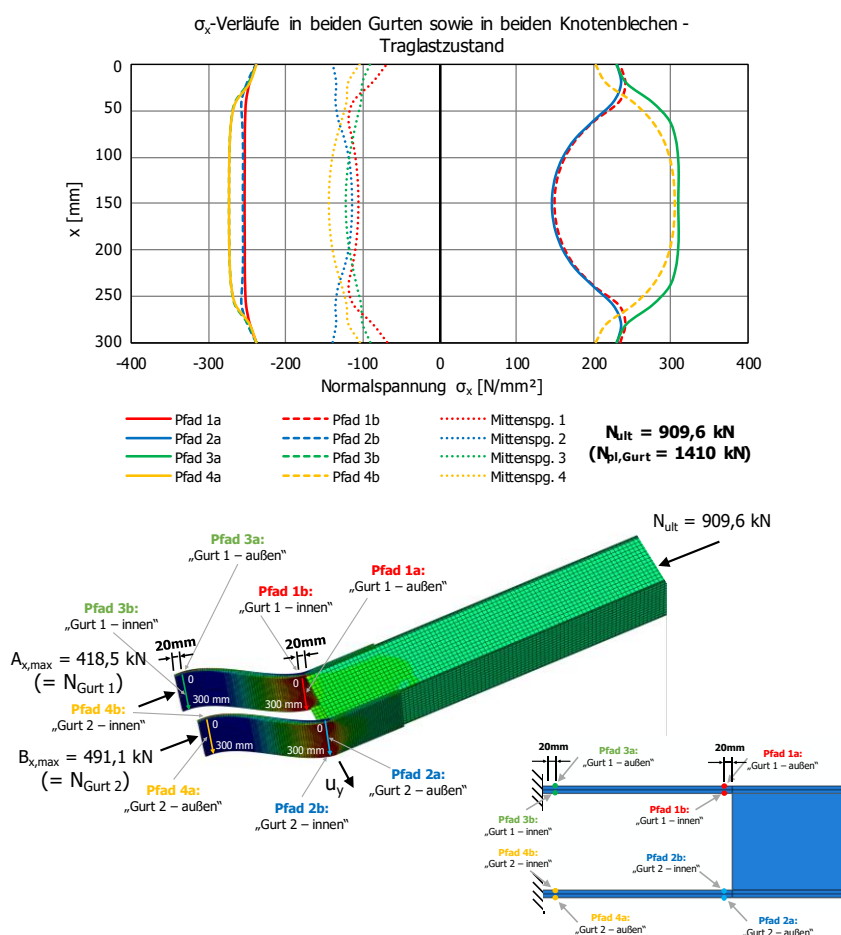 σx-Verläufe in beiden Gurten sowie in beiden Knotenblechen -
Traglastzustand
0
50
100
150
200
250
300
x [mm]
-400 -300 -200 -100 0 100 200 300 400
Normalspannung σx [N/mm²]
Pfad 1a Pfad 1b Mittenspg. 1
Pfad 2a Pfad 2b Mittenspg. 2
Pfad 3a Pfad 3b Mittenspg. 3
Pfad 4a Pfad 4b Mittenspg. 4
Nult = 909,6 kN
(Npl,Gurt = 1410 kN)
Nult = 909,6 kN
Pfad 3a:
„Gurt 1 – außen“
Pfad 1a:
„Gurt 1 – außen“
Pfad 1b:
„Gurt 1 – innen“
Pfad 3b:
„Gurt 1 – innen“
20mm
20mm
Ax,max = 418,5 kN
(= NGurt 1)
0
300 mm
0
300 mm
Pfad 4b:
„Gurt 2 – innen“
0
300 mm
0
300 mm
Bx,max = 491,1 kN
(= NGurt 2)
Pfad 4a:
„Gurt 2 – außen“
Pfad 2b:
„Gurt 2 – innen“
uy
Pfad 2a:
„Gurt 2 – außen“
20mm
Pfad 3a:
„Gurt 1 – außen“
20mm
Pfad 1a:
„Gurt 1 – außen“
Pfad 3b:
„Gurt 1 – innen“
Pfad 1b:
„Gurt 1 – innen“
Pfad 4b:
„Gurt 2 – innen“
Pfad 2b:
„Gurt 2 – innen“
Pfad 4a:
„Gurt 2 – außen“
Pfad 2a:
„Gurt 2 – außen“